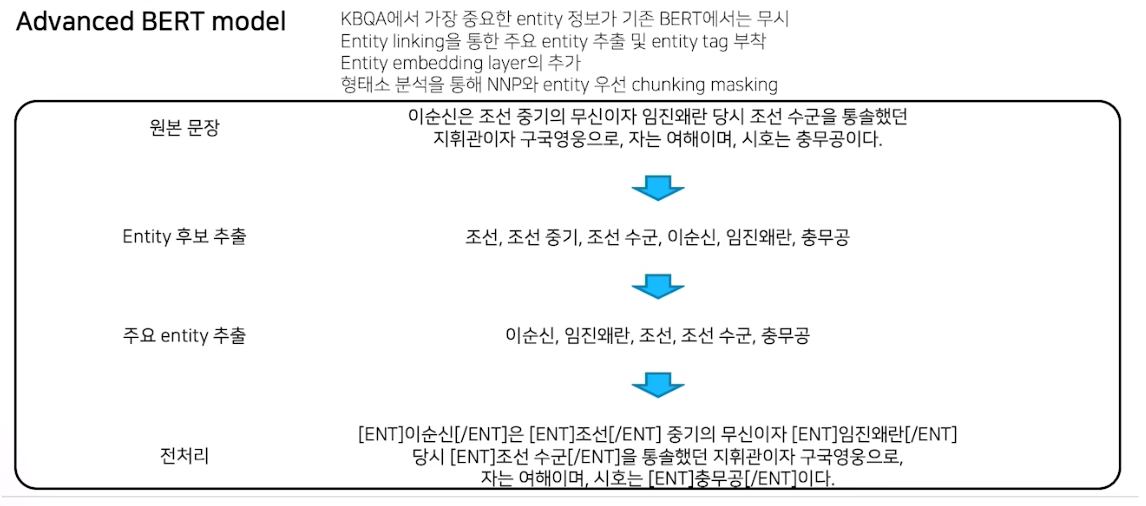 Advanced BERT model
KBQA에서 가장 중요한 entity 정보가 기존 BERT에서는 무시
Entity linking을 통한 주요 entity 추출 및 entity tag 부착
Entity embedding layer의 추가
형태소 분석을 통해 NNP와 entity 우선 chunking masking
원본 문장
이순신은 조선 중기의 무신이자 임진왜란 당시 조선 수군을 통솔했던
지휘관이자 구국영웅으로, 자는 여해이며, 시호는 충무공이다.
Entity 후보 추출
조선, 조선 중기, 조선 수군, 이순신, 임진왜란, 충무공
주요 entity 추출
이순신, 임진왜란, 조선, 조선 수군, 충무공
전처리
[ENT]이순신[/ENT]은 [ENT]조선[/ENT] 중기의 무신이자 [ENT]임진왜란[/ENT]
당시 [ENT]조선 수군[/ENT]을 통솔했던 지휘관이자 구국영웅으로,
자는 여해이며, 시호는 [ENT]충무공[/ENT]이다.